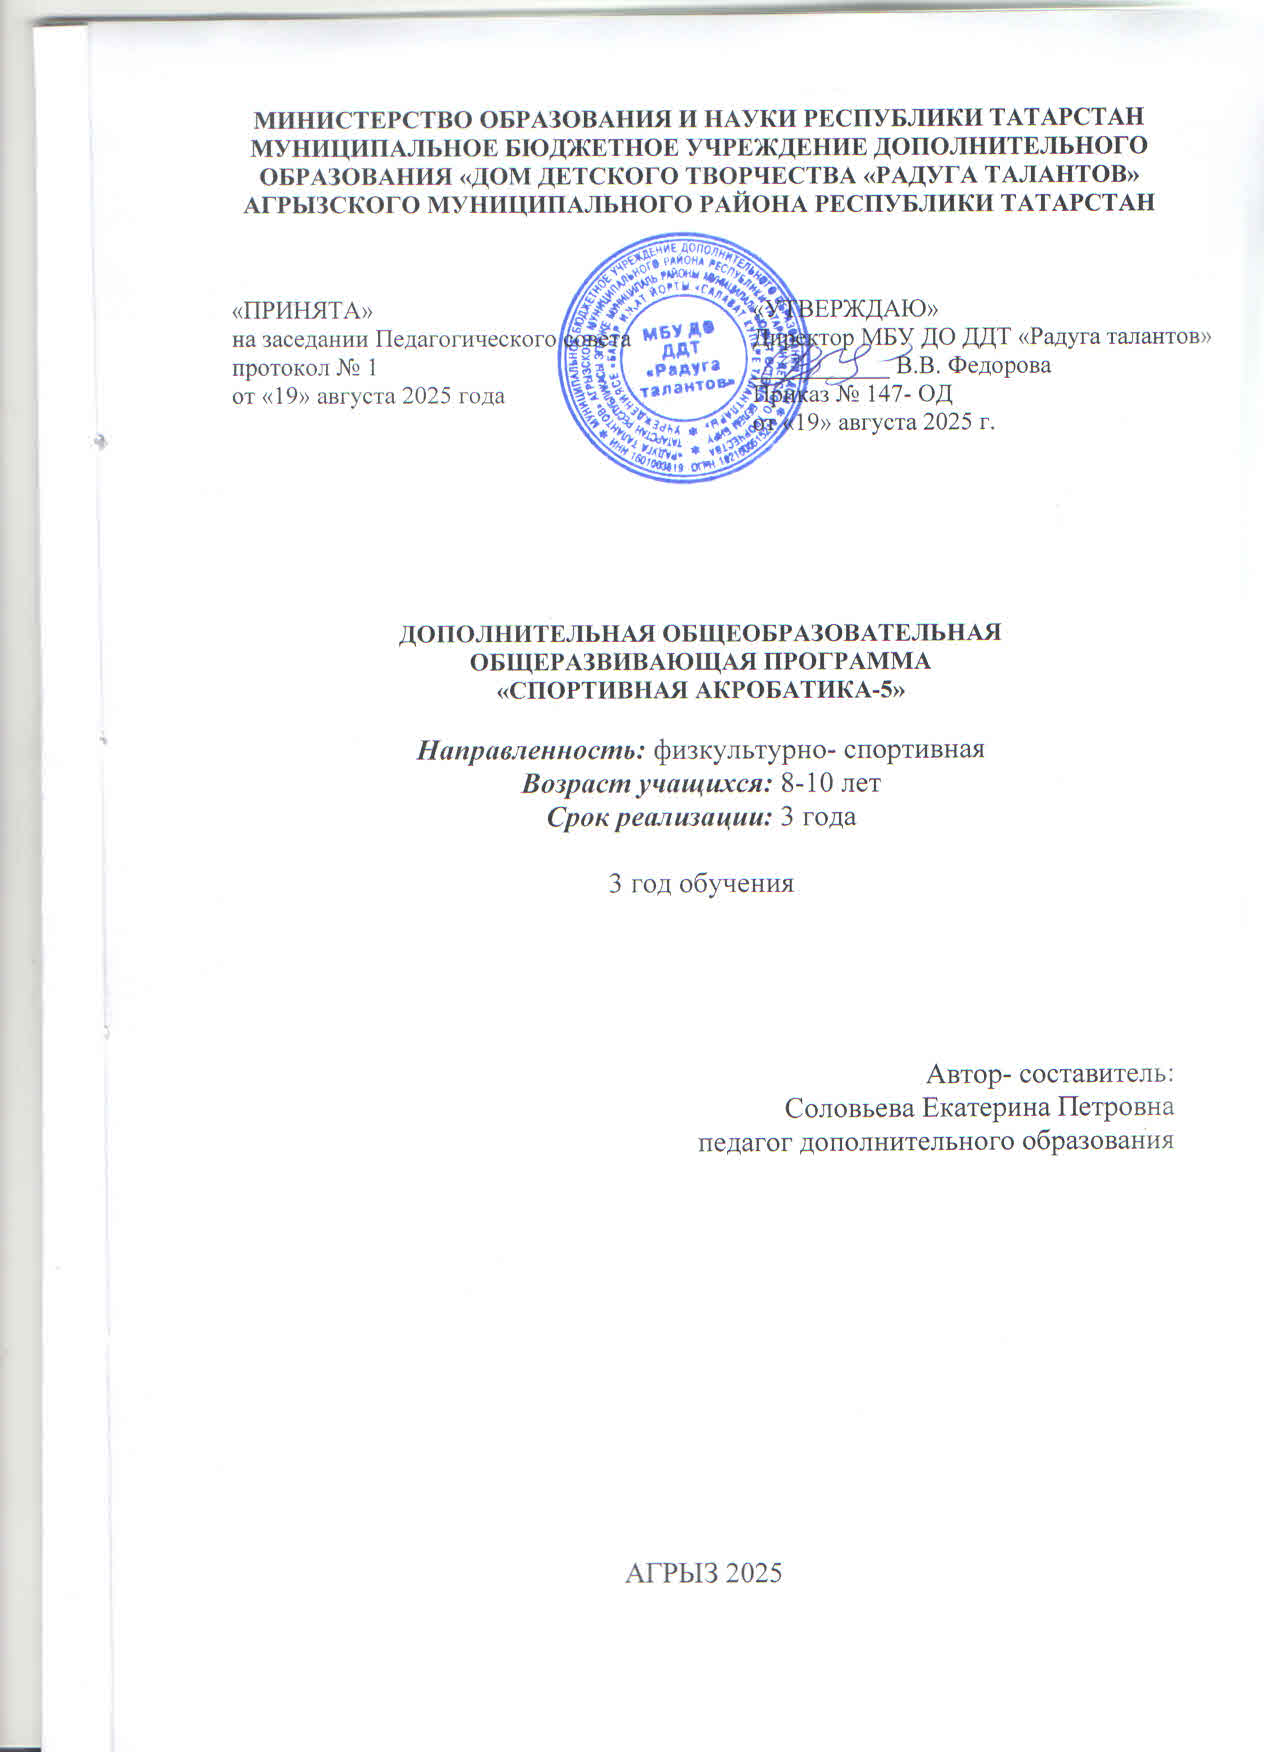 МИНИСТЕРСТВО ОБРАЗОВАНИЯ И НАУКИ РЕСПУБЛИКИ ТАТАРСТАН
МУНИЦИПАЛЬНОЕ БЮДЖЕТНОЕ УЧРЕЖДЕНИЕ ДОПОЛНИТЕЛЬНОГО
ОБРАЗОВАНИЯ «ДОМ ДЕТСКОГО ТВОРЧЕСТВА «РАДУГА ТАЛАНТОВ»
АГРЫЗСКОГО МУНИЦИПАЛЬНОГО РАЙОНА РЕСПУБЛИКИ ТАТАРСТАН
«ПРИНЯТА»
на заседании Педагогического совета
протокол № 1
от «19» августа 2025 года
МБУ ДО
ДДТ
«Радуга
талантов»
«УТВЕРЖДАЮ»
Директор МБУ ДО ДДТ «Радуга талантов»
__________ В.В. Федорова
Приказ № 147- ОД
от «19» августа 2025 г.
ДОПОЛНИТЕЛЬНАЯ ОБЩЕОБРАЗОВАТЕЛЬНАЯ
ОБЩЕРАЗВИВАЮЩАЯ ПРОГРАММА
«СПОРТИВНАЯ АКРОБАТИКА-5»
Направленность: физкультурно- спортивная
Возраст учащихся: 8-10 лет
Срок реализации: 3 года
3 год обучения
Автор- составитель:
Соловьева Екатерина Петровна
педагог дополнительного образования
АГРЫЗ 2025